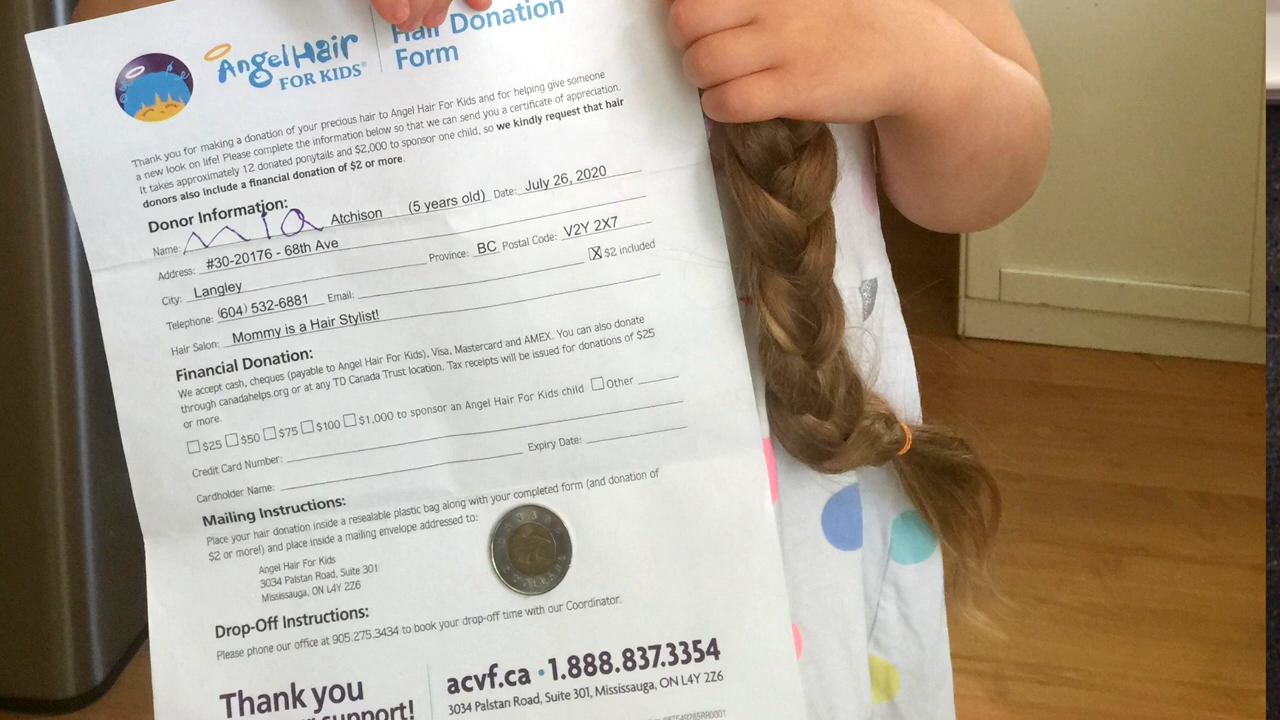 Angel Hair
FOR KIDS®
Hair Donation
Form
Thank you for making a donation of your precious hair to Angel Hair For Kids and for helping give someone
a new look on life! Please complete the information below so that we can send you a certificate of appreciation.
It takes approximately 12 donated ponytails and $2,000 to sponsor one child, so we kindly request that hair
donors also include a financial donation of $2 or more.
Donor Information:
Name: mia Atchison (5 years old) Date: July 26, 2020
Address: #30-20176 - 68th Ave
City: Langley Province: BC Postal Code: V2Y 2X7
Telephone: (604) 532-6881 Email: X $2 included
Hair Salon: Mommy is a Hair Stylist!
Financial Donation:
We accept cash, cheques (payable to Angel Hair For Kids), Visa, Mastercard and AMEX. You can also donate
through canadahelps.org or at any TD Canada Trust location. Tax receipts will be issued for donations of $25
or more.
$25 $50 $75 $100 $1,000 to sponsor an Angel Hair For Kids child Other
Credit Card Number: Expiry Date:
Cardholder Name:
Mailing Instructions:
Place your hair donation inside a resealable plastic bag along with your completed form (and donation of
$2 or more!) and place inside a mailing envelope addressed to:
Angel Hair For Kids
3034 Palstan Road, Suite 301
Mississauga, ON L4Y 2Z6
Drop-Off Instructions:
Please phone our office at 905.275.3434 to book your drop-off time with our Coordinator.
Thank you
support!
acvf.ca • 1.888.837.3354
3034 Palstan Road, Suite 301, Mississauga, ON L4Y 2Z6